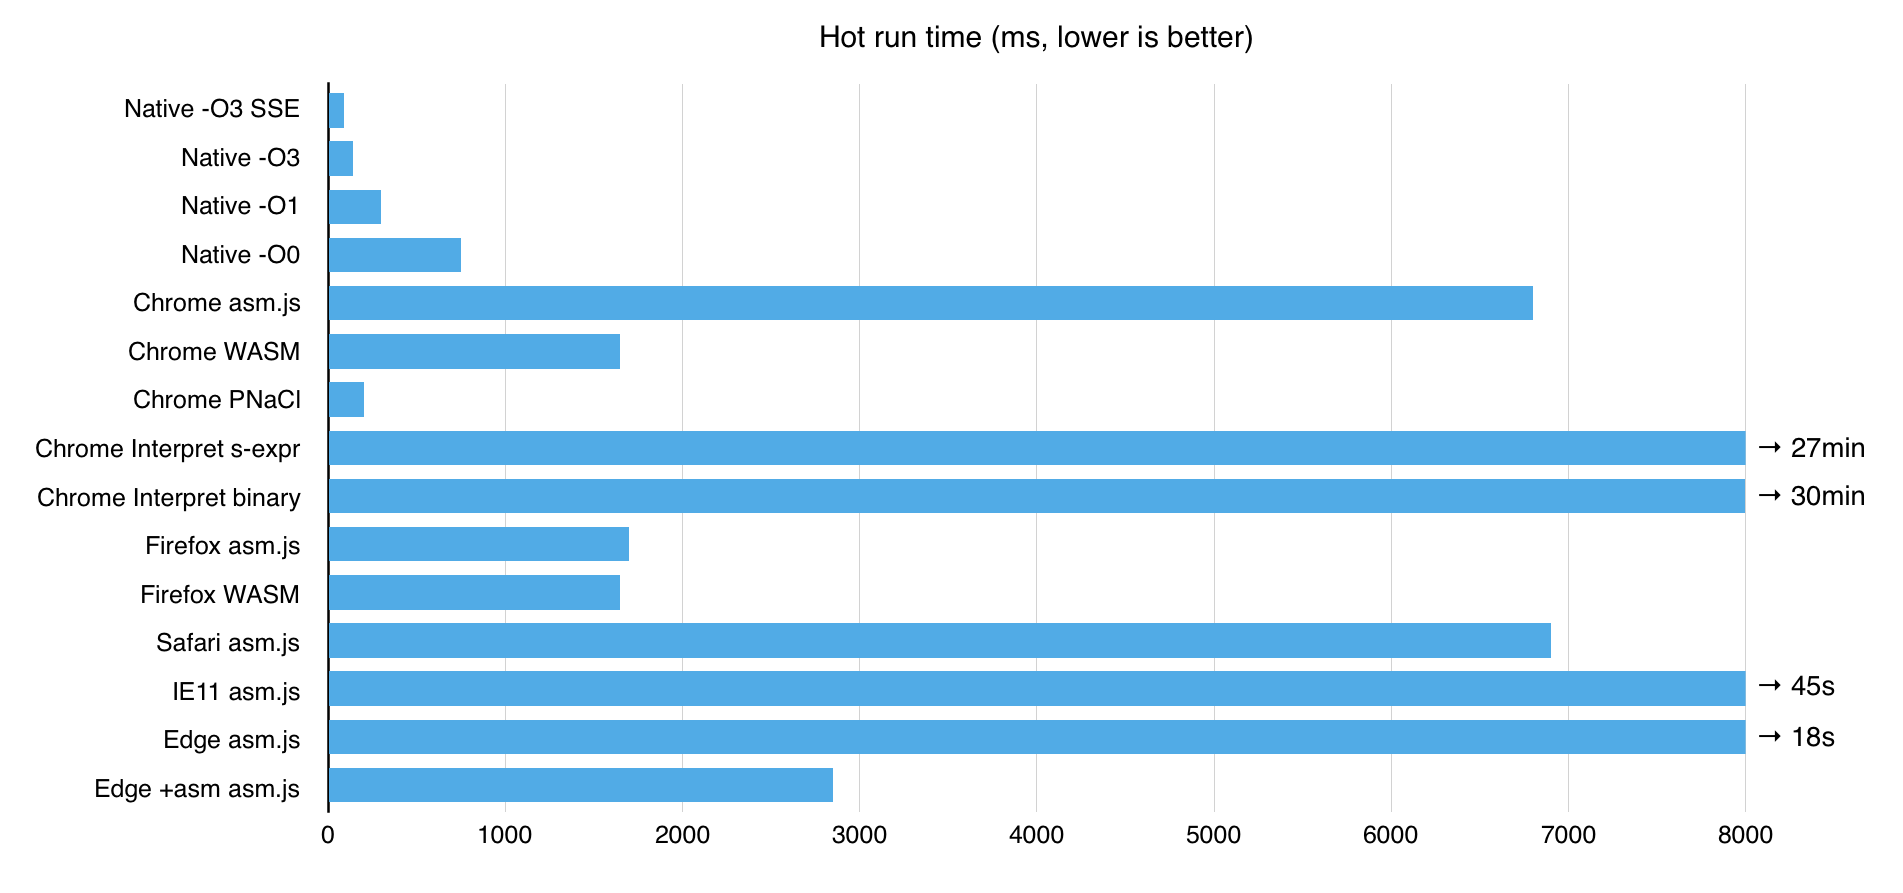 Hot run time (ms, lower is better)
Native -O3 SSE
Native -O3
Native -O1
Native -O0
Chrome asm.js
Chrome WASM
Chrome PNaCl
Chrome Interpret s-expr → 27min
Chrome Interpret binary → 30min
Firefox asm.js
Firefox WASM
Safari asm.js
IE11 asm.js → 45s
Edge asm.js → 18s
Edge +asm asm.js
0 1000 2000 3000 4000 5000 6000 7000 8000